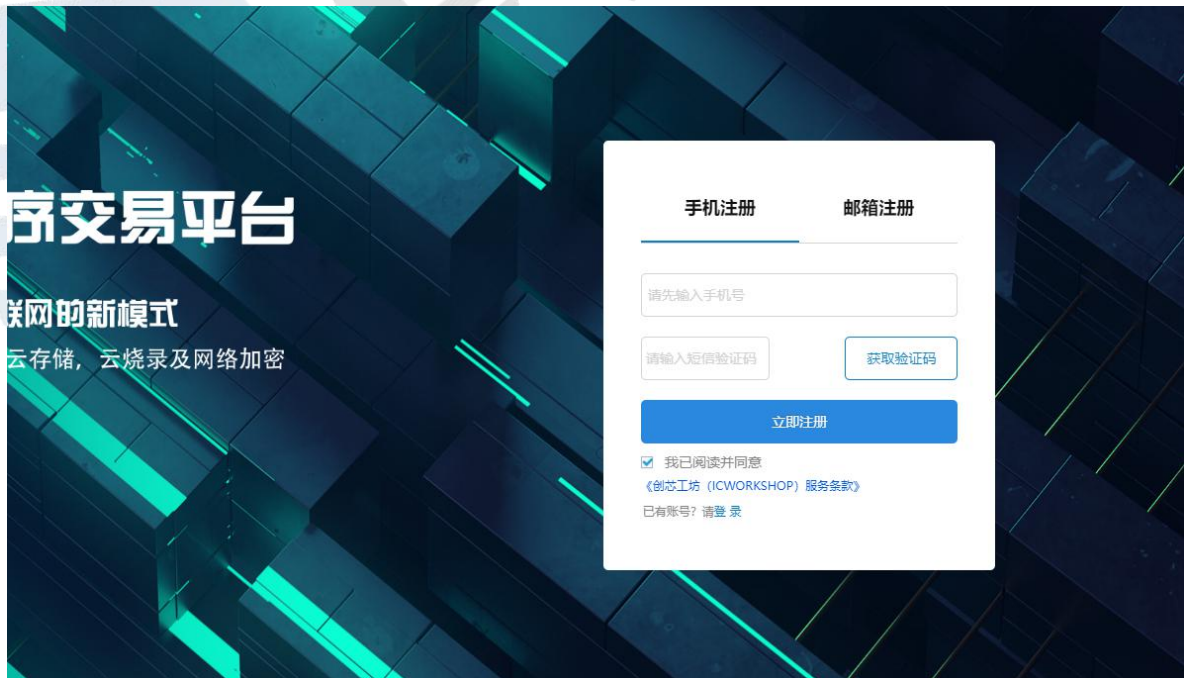 序交易平台
联网的新模式
云存储，云烧录及网络加密
手机注册
邮箱注册
请先输入手机号
请输入短信验证码
获取验证码
立即注册
我已阅读并同意
《创芯工坊（ICWORKSHOP）服务条款》
已有账号？请登 录